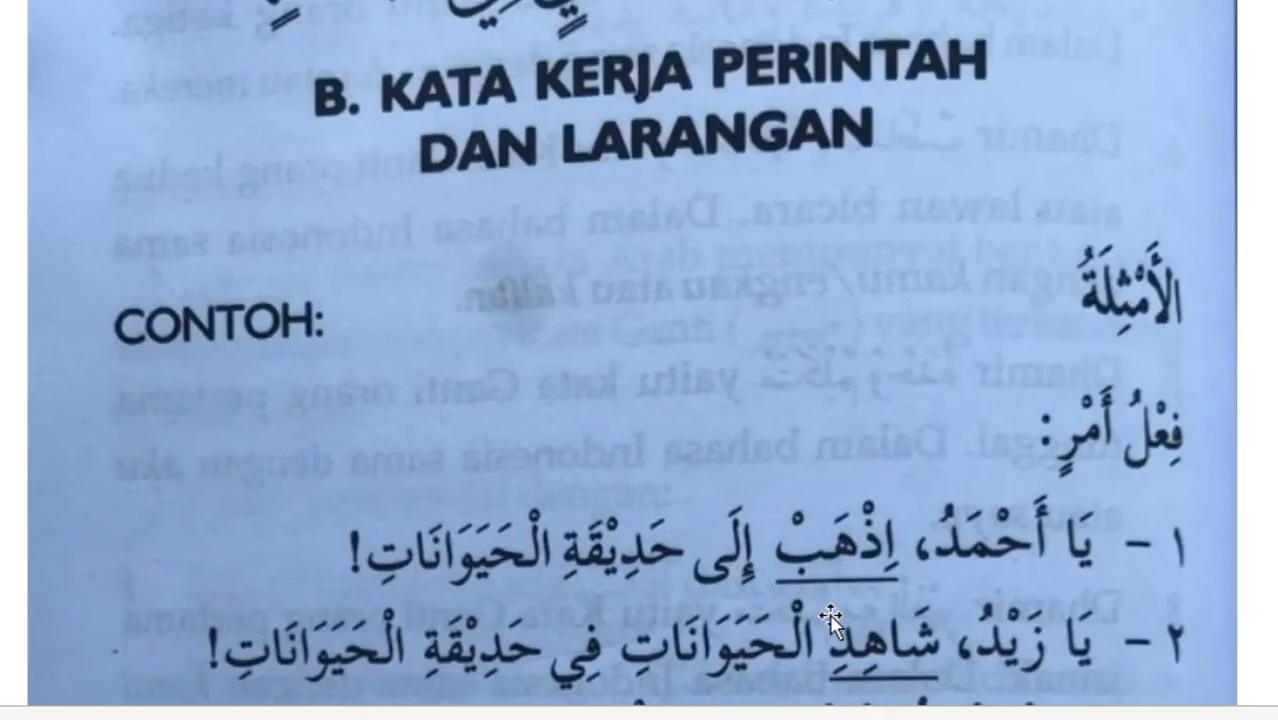 B. KATA KERJA PERINTAH
DAN LARANGAN
الأَمْثِلَةُ
CONTOH:
فِعْلُ أَمْرٍ :
١ - يَا أَحْمَدُ، اِذْهَبْ إِلَى حَدِيْقَةِ الْحَيَوَانَاتِ!
٢ - يَا زَيْدُ، شَاهِدِ الْحَيَوَانَاتِ فِي حَدِيْقَةِ الْحَيَوَانَاتِ!